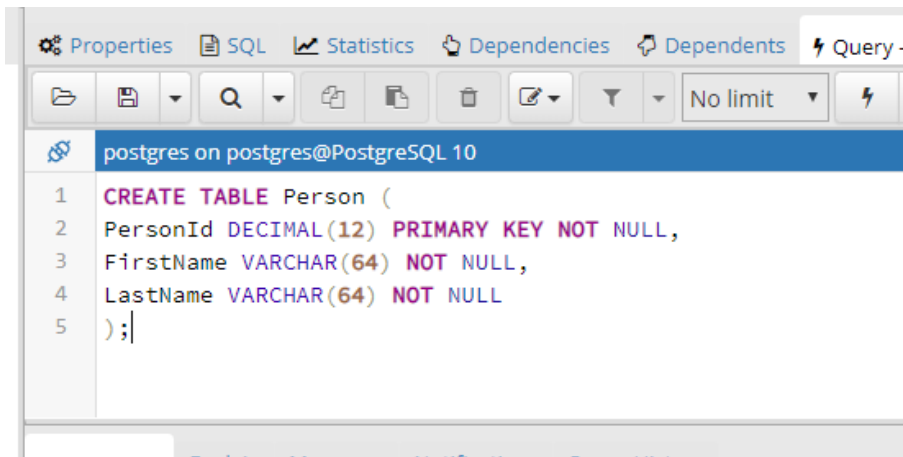 Properties SQL Statistics Dependencies Dependents Query -
No limit
postgres on postgres@PostgreSQL 10
1 CREATE TABLE Person (
2 PersonId DECIMAL(12) PRIMARY KEY NOT NULL,
3 FirstName VARCHAR(64) NOT NULL,
4 LastName VARCHAR(64) NOT NULL
5 );